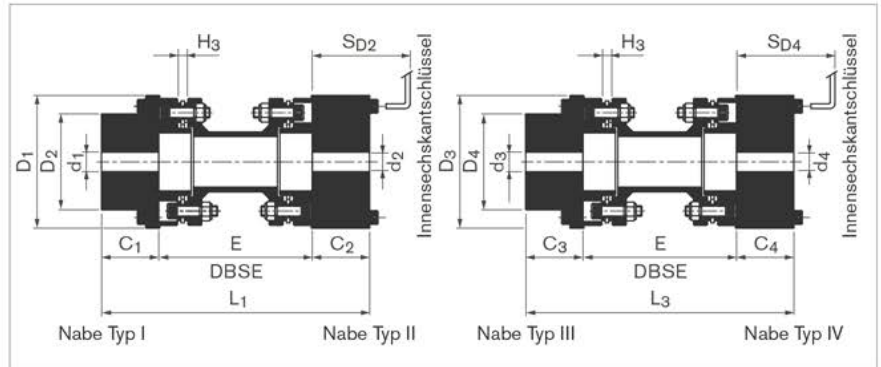 H3
SD2
Innensechskantschlüssel
D1
D2
d1
d2
C1
E
C2
DBSE
L1
Nabe Typ I
Nabe Typ II
H3
SD4
Innensechskantschlüssel
D3
D4
d3
d4
C3
E
C4
DBSE
L3
Nabe Typ III
Nabe Typ IV